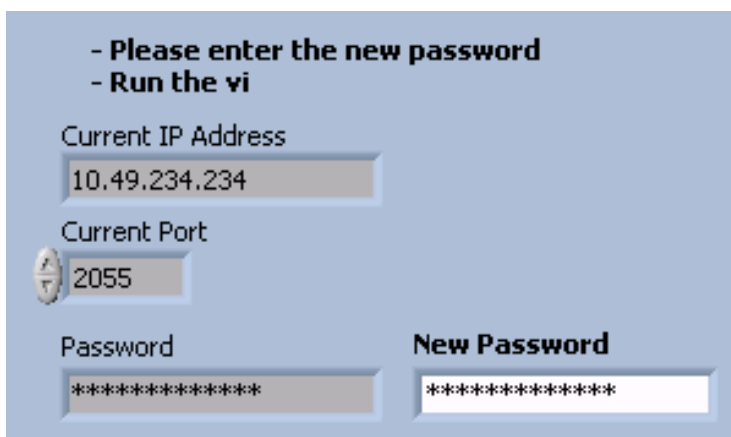 - Please enter the new password
- Run the vi
Current IP Address
10.49.234.234
Current Port
2055
Password New Password
************* *************